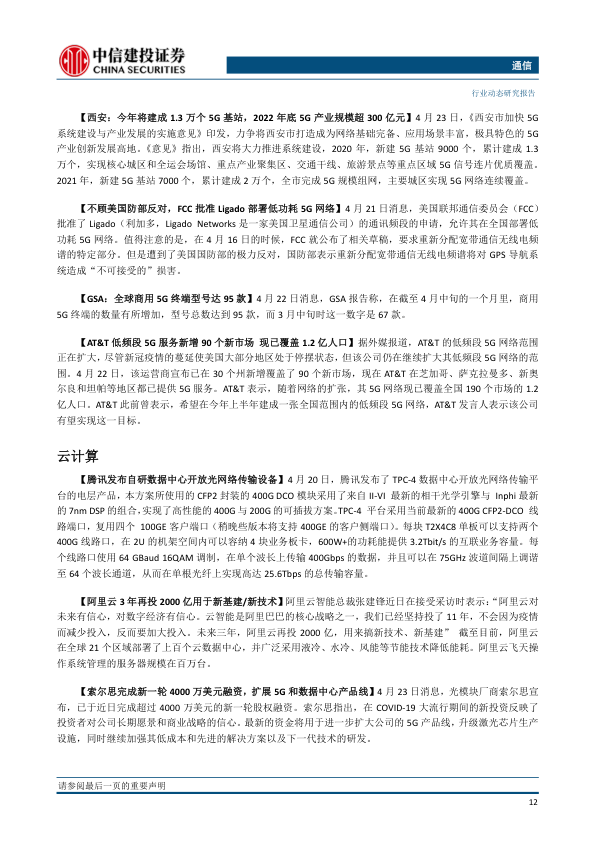 中信建投证券
CHINA SECURITIES
通信
行业动态研究报告
【西安：今年将建成 1.3 万个 5G 基站，2022 年底 5G 产业规模超 300 亿元】4 月 23 日，《西安市加快 5G
系统建设与产业发展的实施意见》印发，力争将西安市打造成为网络基础完备、应用场景丰富，极具特色的 5G
产业创新发展高地。《意见》指出，西安将大力推进系统建设，2020 年，新建 5G 基站 9000 个，累计建成 1.3
万个，实现核心城区和全运会场馆、重点产业聚集区、交通干线、旅游景点等重点区域 5G 信号连片优质覆盖。
2021 年，新建 5G 基站 7000 个，累计建成 2 万个，全市完成 5G 规模组网，主要城区实现 5G 网络连续覆盖。
【不顾美国防部反对，FCC 批准 Ligado 部署低功耗 5G 网络】4 月 21 日消息，美国联邦通信委员会（FCC）
批准了 Ligado（利加多，Ligado Networks 是一家美国卫星通信公司）的通讯频段的申请，允许其在全国部署低
功耗 5G 网络。值得注意的是，在 4 月 16 日的时候，FCC 就公布了相关草规，要求重新分配宽带通信无线电频
谱的特定部分。但是遭到了美国国防部的极力反对，国防部表示重新分配宽带通信无线电频谱将对 GPS 导航系
统造成“不可接受的”损害。
【GSA：全球商用 5G 终端型号达 95 款】4 月 22 日消息，GSA 报告称，在截至 4 月中旬的一个月里，商用
5G 终端的数量有所增加，型号总数达到 95 款，而 3 月中旬时这一数字是 67 款。
【AT&T 低频段 5G 服务新增 90 个新市场 现已覆盖 1.2 亿人口】据外媒报道，AT&T 的低频段 5G 网络范围
正在扩大，尽管新冠疫情的蔓延使美国大部分地区处于停摆状态，但该公司仍在继续扩大其低频段 5G 网络的范
围。4 月 22 日，该运营商宣布已在 30 个州新增覆盖了 90 个新市场，现在 AT&T 在芝加哥、萨克拉曼多、新奥
尔良和坦帕等地区都已提供 5G 服务。AT&T 表示，随着网络的扩张，其 5G 网络现已覆盖全国 190 个市场的 1.2
亿人口。AT&T 此前曾表示，希望在今年上半年建成一张全国范围内的低频段 5G 网络，AT&T 发言人表示该公司
有望实现这一目标。
云计算
【腾讯发布自研数据中心开放光网络传输设备】4 月 20 日，腾讯发布了 TPC-4 数据中心开放光网络传输平
台的电层产品，本方案所使用的 CFP2 封装的 400G DCO 模块采用了来自 II-VI 最新的相干光学引擎与 Inphi 最新
的 7nm DSP 的组合，实现了高性能的 400G 与 200G 的可插拔方案。TPC-4 平台采用当前最新的 400G CFP2-DCO 线
路端口，复用四个 100GE 客户端口（稍晚些版本将支持 400GE 的客户侧端口）。每块 T2X4C8 单板可以支持两个
400G 线路口，在 2U 的机架空间内可以容纳 4 块业务板卡，600W+的功耗能提供 3.2Tbit/s 的互联业务容量。每
个线路口使用 64 GBaud 16QAM 调制，在单个波长上传输 400Gbps 的数据，并且可以在 75GHz 波道间隔上调谐
至 64 个波长通道，从而在单根光纤上实现高达 25.6Tbps 的总传输容量。
【阿里云 3 年再投 2000 亿用于新基建/新技术】阿里云智能总裁张建锋近日在接受采访时表示：“阿里云对
未来有信心，对数字经济有信心。云智能是阿里巴巴的核心战略之一，我们已经坚持投了 11 年，不会因为疫情
而减少投入，反而要加大投入。未来三年，阿里云再投 2000 亿，用来搞新技术、新基建” 截至目前，阿里云
在全球 21 个区域部署了上百个云数据中心，并广泛采用液冷、水冷、风能等节能技术降低能耗。阿里云飞天操
作系统管理的服务器规模在百万台。
【索尔思完成新一轮 4000 万美元融资，扩展 5G 和数据中心产品线】4 月 23 日消息，光模块厂商索尔思宣
布，已于近日完成超过 4000 万美元的新一轮股权融资。索尔思指出，在 COVID-19 大流行期间的新投资反映了
投资者对公司长期愿景和商业战略的信心。最新的资金将用于进一步扩大公司的 5G 产品线，升级激光芯片生产
设施，同时继续加强其低成本和先进的解决方案以及下一代技术的研发。
请参阅最后一页的重要声明
12